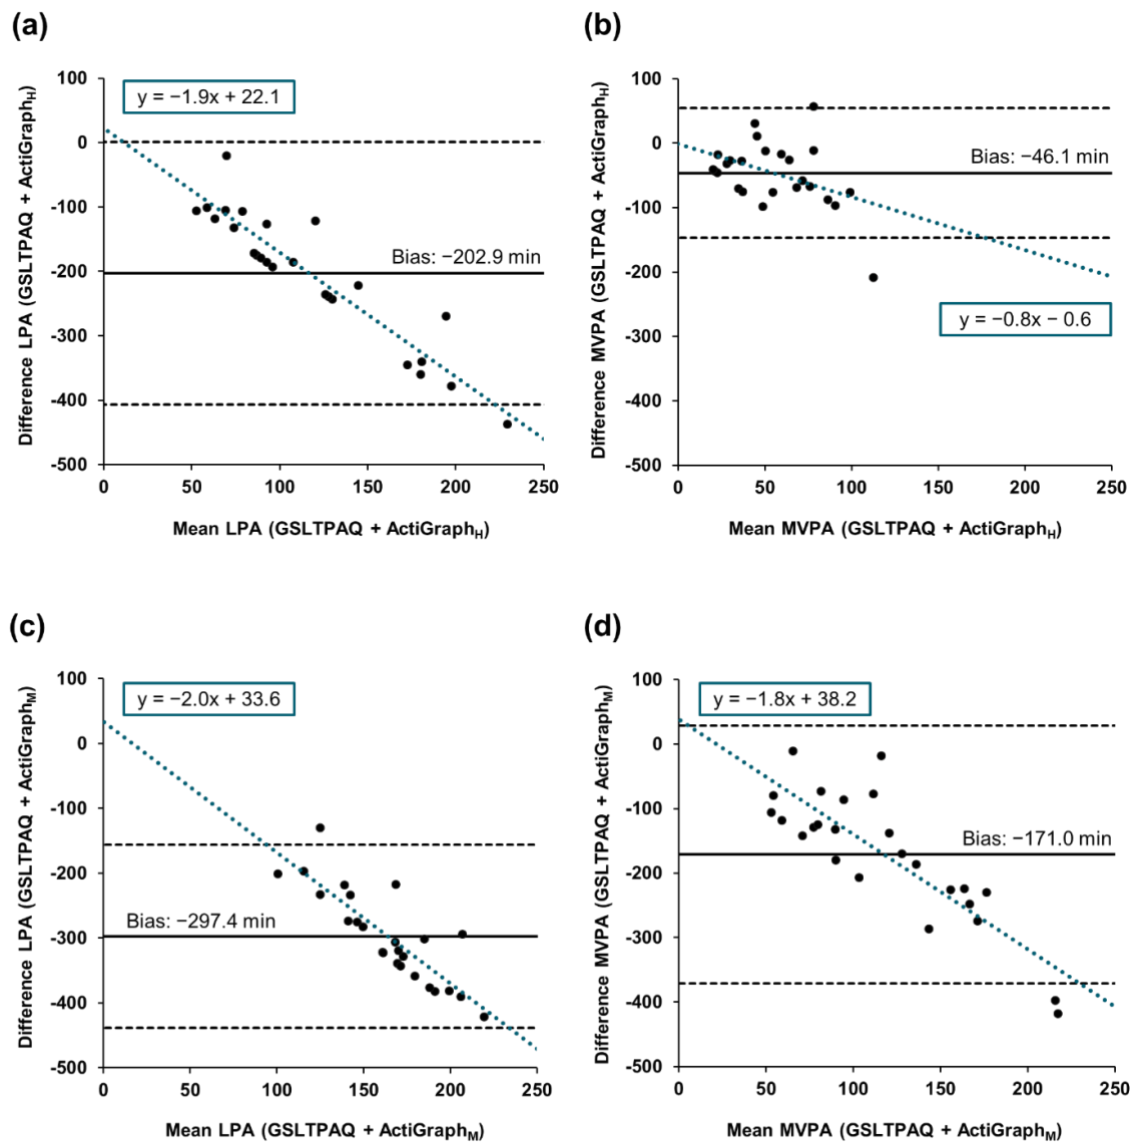 (a)
y = −1.9x + 22.1
100
0
-100
-200
-300
-400
-500
Bias: −202.9 min
0
50
100
150
200
250
Difference LPA (GSLTPAQ + ActiGraphH)
Mean LPA (GSLTPAQ + ActiGraphH)
(b)
100
0
-100
-200
-300
-400
-500
Bias: −46.1 min
y = −0.8x − 0.6
0
50
100
150
200
250
Difference MVPA (GSLTPAQ + ActiGraphH)
Mean MVPA (GSLTPAQ + ActiGraphH)
(c)
y = −2.0x + 33.6
100
0
-100
-200
-300
-400
-500
Bias: −297.4 min
0
50
100
150
200
250
Difference LPA (GSLTPAQ + ActiGraphM)
Mean LPA (GSLTPAQ + ActiGraphM)
(d)
y = −1.8x + 38.2
100
0
-100
-200
-300
-400
-500
Bias: −171.0 min
0
50
100
150
200
250
Difference MVPA (GSLTPAQ + ActiGraphM)
Mean MVPA (GSLTPAQ + ActiGraphM)